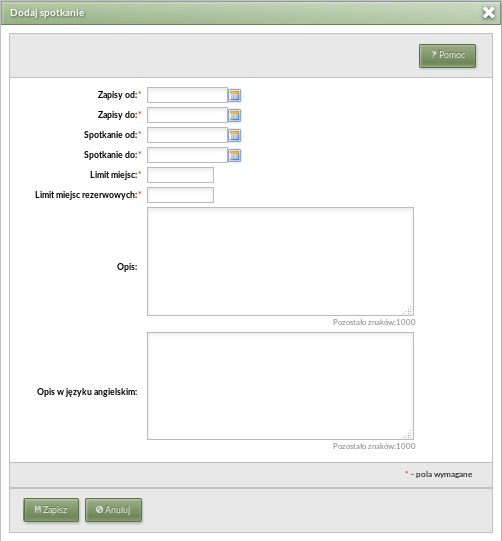 Dodaj spotkanie
? Pomoc
Zapisy od:*
Zapisy do:*
Spotkanie od:*
Spotkanie do:*
Limit miejsc:*
Limit miejsc rezerwowych:*
Opis:
Pozostało znaków:1000
Opis w języku angielskim:
Pozostało znaków:1000
* - pola wymagane
Zapisz Anuluj